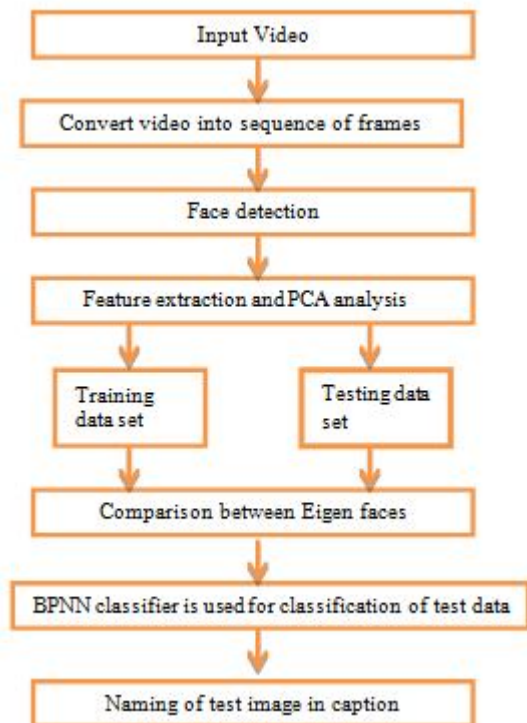 Input Video
Convert video into sequence of frames
Face detection
Feature extraction and PCA analysis
Training
data set
Testing data
set
Comparison between Eigen faces
BPNN classifier is used for classification of test data
Naming of test image in caption